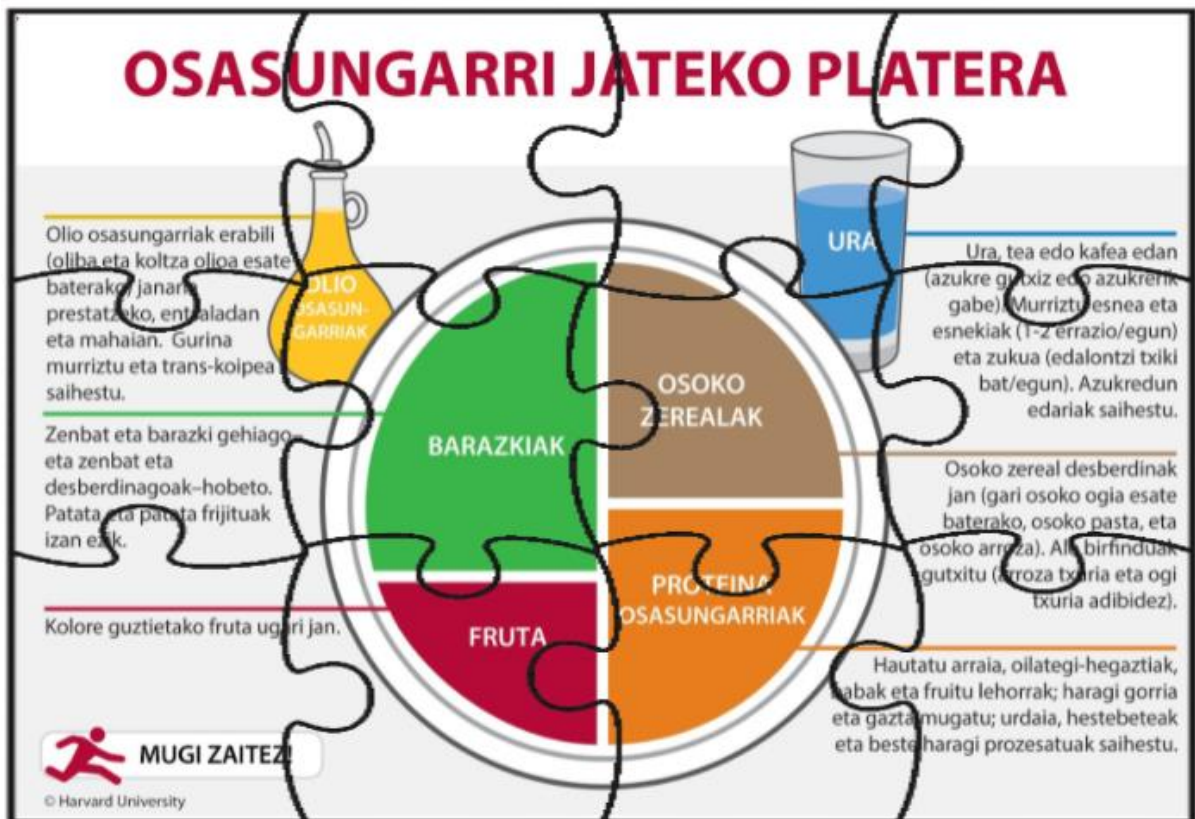 OSASUNGARRI JATEKO PLATERA
Olio osasungarriak erabili
(oliba eta koltza olioa esate
baterako) janaria
prestatzeko, entsaladan
eta mahaian. Gurina
murriztu eta trans-koipea
saihestu.
OLIO
OSASUN-
GARRIAK
Zenbat eta barazki gehiago–
eta zenbat eta
desberdinagoak–hobeto.
Patata eta patata frijituak
izan ezik.
Kolore guztietako fruta ugari jan.
MUGI ZAITEZ!
© Harvard University
BARAZKIAK
FRUTA
OSOKO
ZEREALAK
PROTEINA
OSASUNGARRIAK
URA
Ura, tea edo kafea edan
(azukre gutxiz edo azukrerik
gabe). Murriztu esnea eta
esnekiak (1-2 errazio/egun)
eta zukua (edalontzi txiki
bat/egun). Azukredun
edariak saihestu.
Osoko zereal desberdinak
jan (gari osoko ogia esate
baterako, osoko pasta, eta
osoko arroza). Ale birfinduak
gutxitu (arroza txuria eta ogi
txuria adibidez).
Hautatu arraia, oilategi-hegaztiak,
babak eta fruitu lehorrak; haragi gorria
eta gazta mugatu; urdaia, hestebeteak
eta beste haragi prozesatuak saihestu.